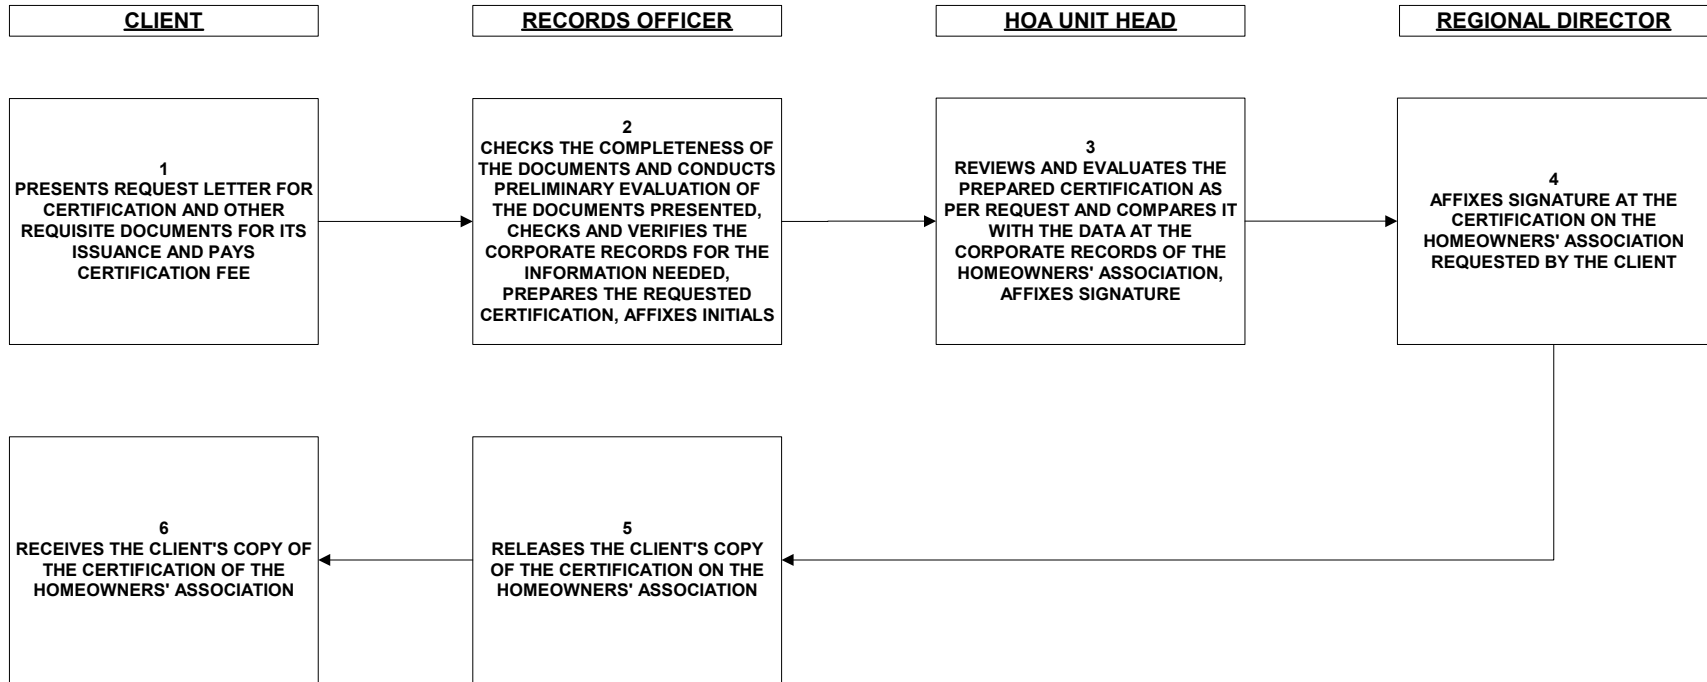 CLIENT
RECORDS OFFICER
HOA UNIT HEAD
REGIONAL DIRECTOR
1
PRESENTS REQUEST LETTER FOR
CERTIFICATION AND OTHER
REQUISITE DOCUMENTS FOR ITS
ISSUANCE AND PAYS
CERTIFICATION FEE
2
CHECKS THE COMPLETENESS OF
THE DOCUMENTS AND CONDUCTS
PRELIMINARY EVALUATION OF
THE DOCUMENTS PRESENTED,
CHECKS AND VERIFIES THE
CORPORATE RECORDS FOR THE
INFORMATION NEEDED,
PREPARES THE REQUESTED
CERTIFICATION, AFFIXES INITIALS
3
REVIEWS AND EVALUATES THE
PREPARED CERTIFICATION AS
PER REQUEST AND COMPARES IT
WITH THE DATA AT THE
CORPORATE RECORDS OF THE
HOMEOWNERS' ASSOCIATION,
AFFIXES SIGNATURE
4
AFFIXES SIGNATURE AT THE
CERTIFICATION ON THE
HOMEOWNERS' ASSOCIATION
REQUESTED BY THE CLIENT
6
RECEIVES THE CLIENT'S COPY OF
THE CERTIFICATION OF THE
HOMEOWNERS' ASSOCIATION
5
RELEASES THE CLIENT'S COPY
OF THE CERTIFICATION ON THE
HOMEOWNERS' ASSOCIATION